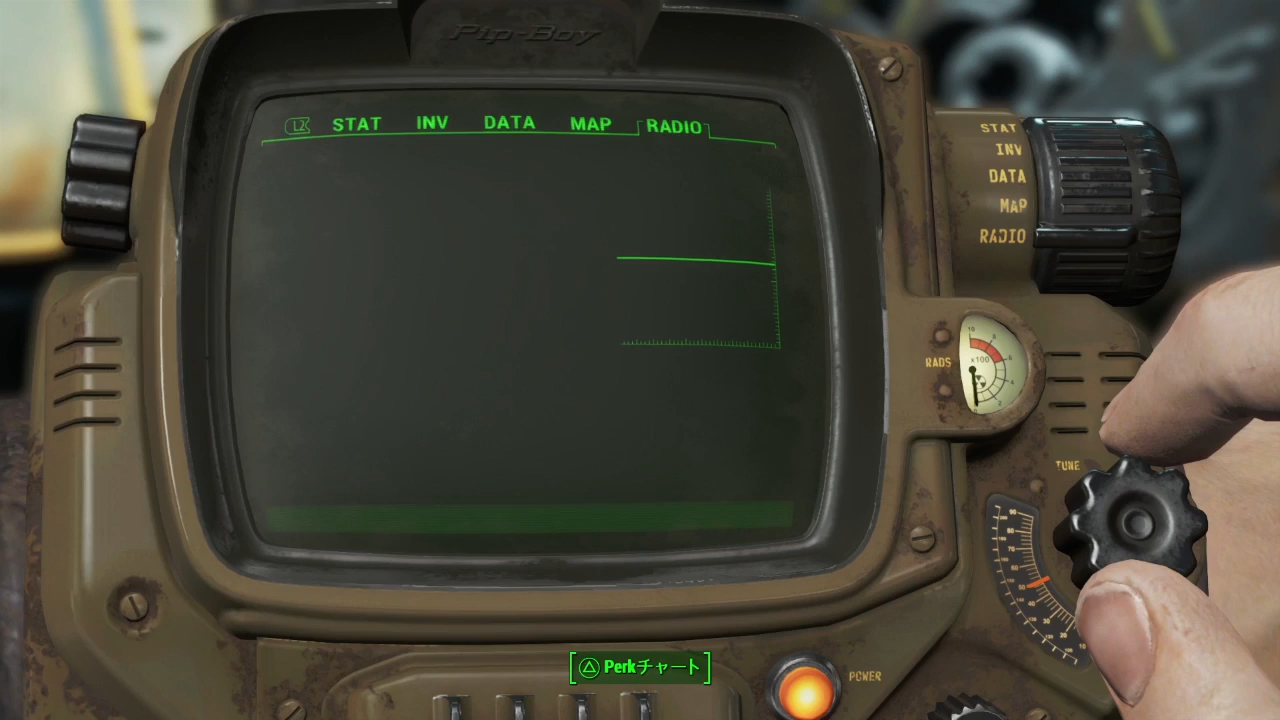 Pip-Boy
L2 STAT INV DATA MAP RADIO
STAT
INV
DATA
MAP
RADIO
RADS
x100
TUNE
POWER
Perkチャート